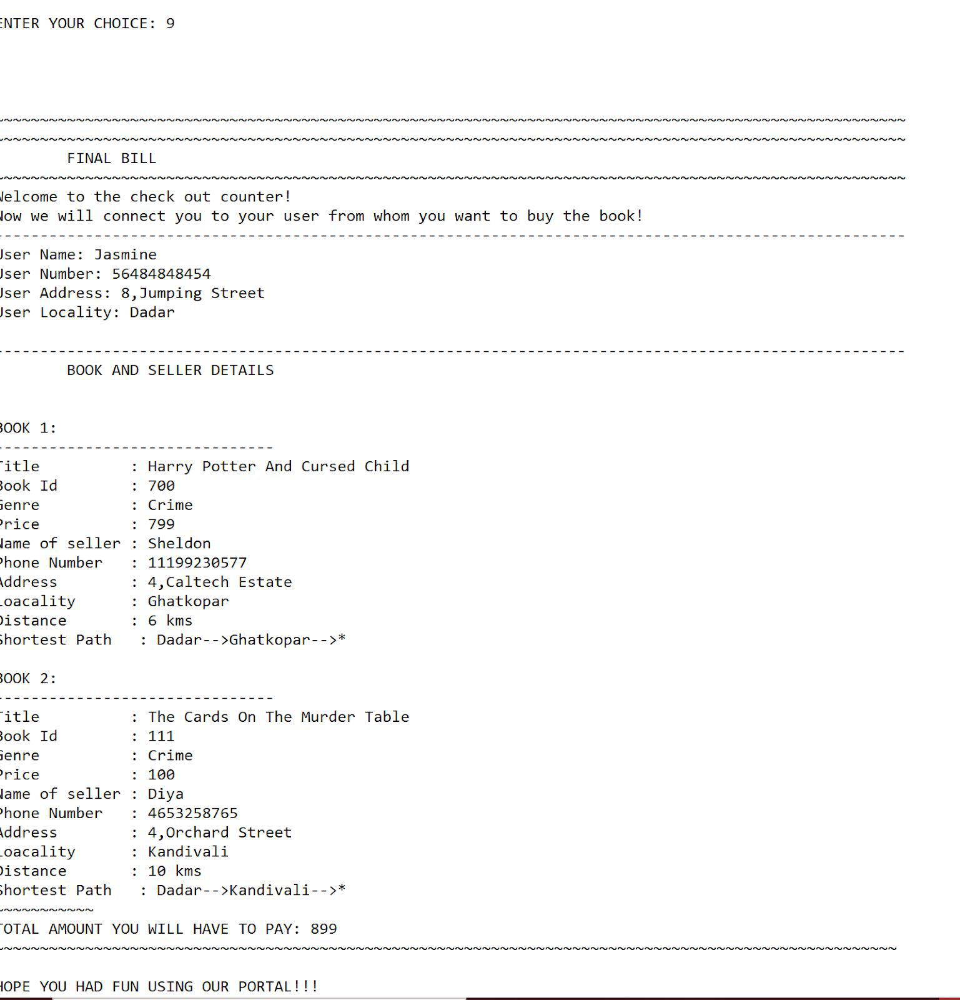 ENTER YOUR CHOICE: 9
~~~~~~~~~~~~~~~~~~~~~~~~~~~~~~~~~~~~~~~~~~~~~~~~~~~~~~~~~~~~~~~~~~~~~~~~~~~~~~~~~~~~~~~~~~~~~~~~~~~~~
~~~~~~~~~~~~~~~~~~~~~~~~~~~~~~~~~~~~~~~~~~~~~~~~~~~~~~~~~~~~~~~~~~~~~~~~~~~~~~~~~~~~~~~~~~~~~~~~~~~~~
FINAL BILL
~~~~~~~~~~~~~~~~~~~~~~~~~~~~~~~~~~~~~~~~~~~~~~~~~~~~~~~~~~~~~~~~~~~~~~~~~~~~~~~~~~~~~~~~~~~~~~~~~~~~~
Welcome to the check out counter!
Now we will connect you to your user from whom you want to buy the book!
-----------------------------------------------------------------------------------------------------
User Name: Jasmine
User Number: 56484848454
User Address: 8,Jumping Street
User Locality: Dadar
-----------------------------------------------------------------------------------------------------
BOOK AND SELLER DETAILS
BOOK 1:
-------------------------------
Title          : Harry Potter And Cursed Child
Book Id        : 700
Genre          : Crime
Price          : 799
Name of seller : Sheldon
Phone Number   : 11199230577
Address        : 4,Caltech Estate
Loacality      : Ghatkopar
Distance       : 6 kms
Shortest Path   : Dadar-->Ghatkopar-->*
BOOK 2:
-------------------------------
Title          : The Cards On The Murder Table
Book Id        : 111
Genre          : Crime
Price          : 100
Name of seller : Diya
Phone Number   : 4653258765
Address        : 4,Orchard Street
Loacality      : Kandivali
Distance       : 10 kms
Shortest Path   : Dadar-->Kandivali-->*
~~~~~~~~~~~
TOTAL AMOUNT YOU WILL HAVE TO PAY: 899
~~~~~~~~~~~~~~~~~~~~~~~~~~~~~~~~~~~~~~~~~~~~~~~~~~~~~~~~~~~~~~~~~~~~~~~~~~~~~~~~~~~~~~~~~~~~~~~~~~~~
HOPE YOU HAD FUN USING OUR PORTAL!!!